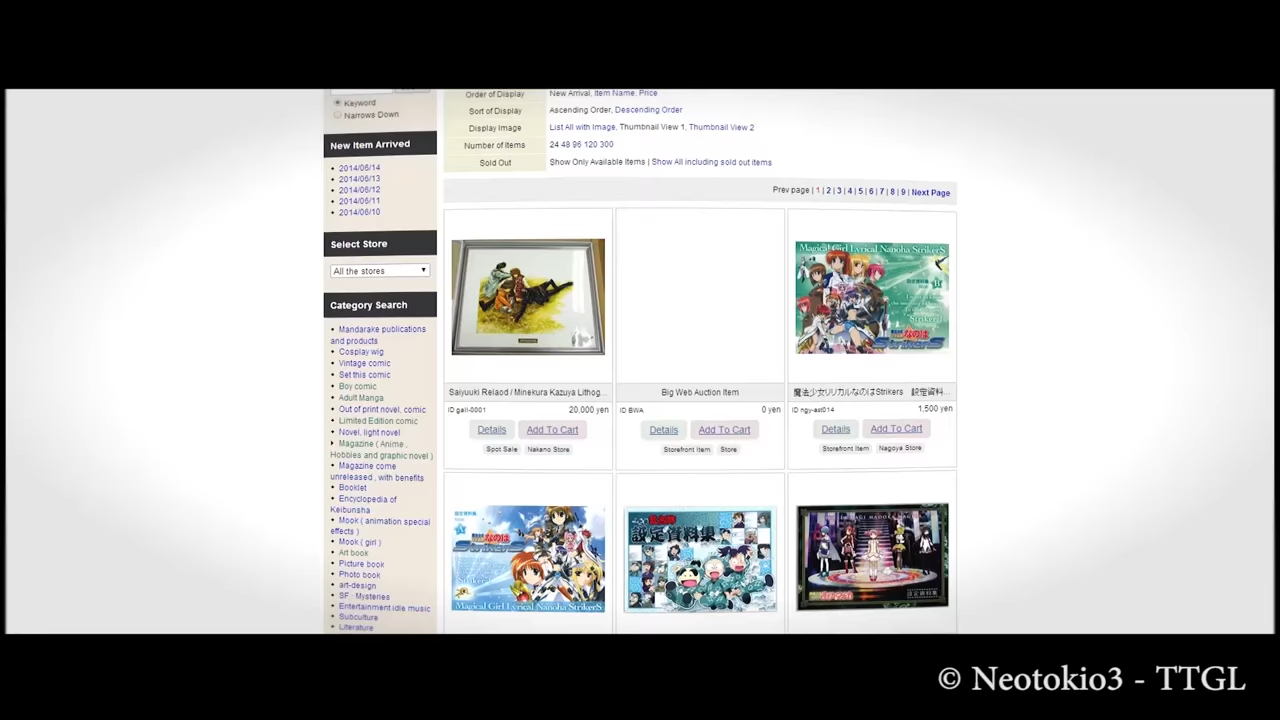 Order of Display New Arrival, Item Name, Price
Keyword
Sort of Display Ascending Order, Descending Order
Narrows Down
Display Image List All with Image, Thumbnail View 1, Thumbnail View 2
New Item Arrived
Number of Items 24 48 96 120 300
Sold Out Show Only Available Items | Show All including sold out items
2014/06/14
2014/06/13
2014/06/12
2014/06/11
2014/06/10
Prev page | 1 | 2 | 3 | 4 | 5 | 6 | 7 | 8 | 9 | Next Page
Select Store
All the stores
Category Search
Mandarake publications
and products
Cosplay wig
Vintage comic
Set this comic
Boy comic
Adult Manga
Out of print novel, comic
Limited Edition comic
Novel, light novel
Magazine ( Anime ,
Hobbies and graphic novel )
Magazine come
unreleased , with benefits
Booklet
Encyclopedia of
Keibunsha
Mook ( animation special
effects )
Mook ( girl )
Art book
Picture book
Photo book
art-design
SF · Mysteries
Entertainment idle music
Subculture
Literature
Magical Girl Lyrical Nanoha StrikerS
Saiyuuki Relaod / Minekura Kazuya Lithog...
ID gall-0001 20,000 yen
Details Add To Cart
Spot Sale Nakano Store
Big Web Auction Item
ID BWA 0 yen
Details Add To Cart
Storefront Item Store
魔法少女リリカルなのはStrikers 設定資料...
ID ngy-ast014 1,500 yen
Details Add To Cart
Storefront Item Nagoya Store
Magical Girl Lyrical Nanoha StrikerS
設定資料集
設定資料集
© Neotokio3 - TTGL